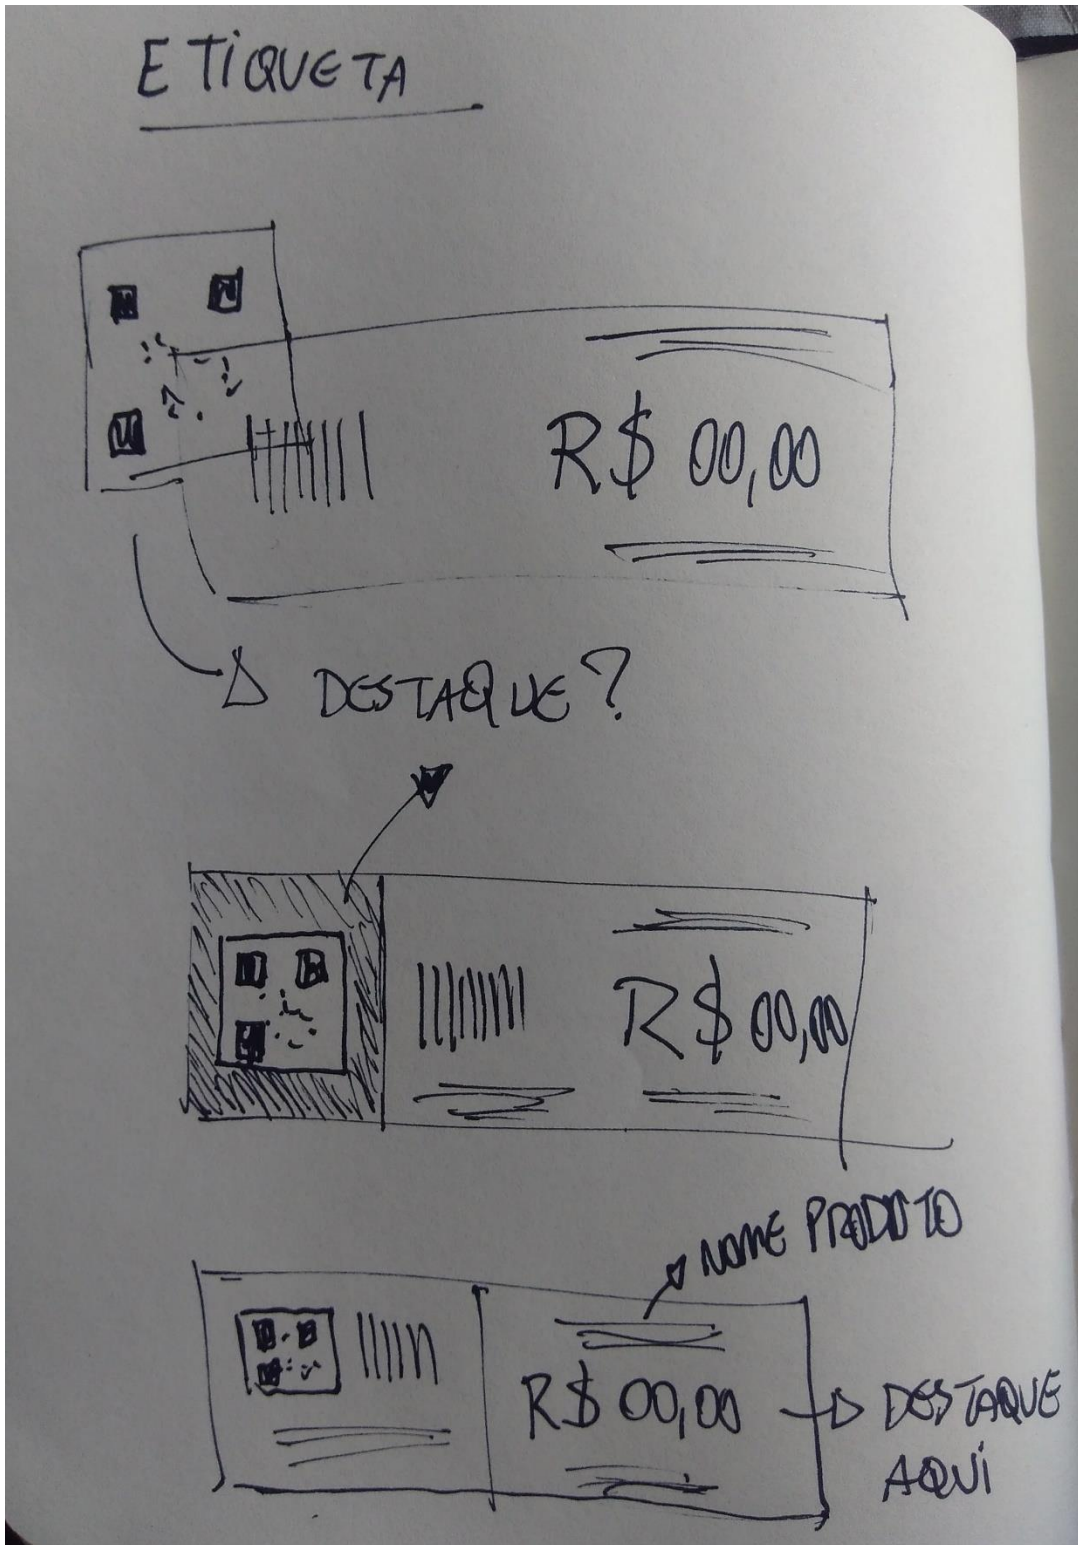 ETIQUETA
R$ 00,00
DESTAQUE?
R$ 00,00
NOME PRODUTO
R$ 00,00
DESTAQUE
AQUI